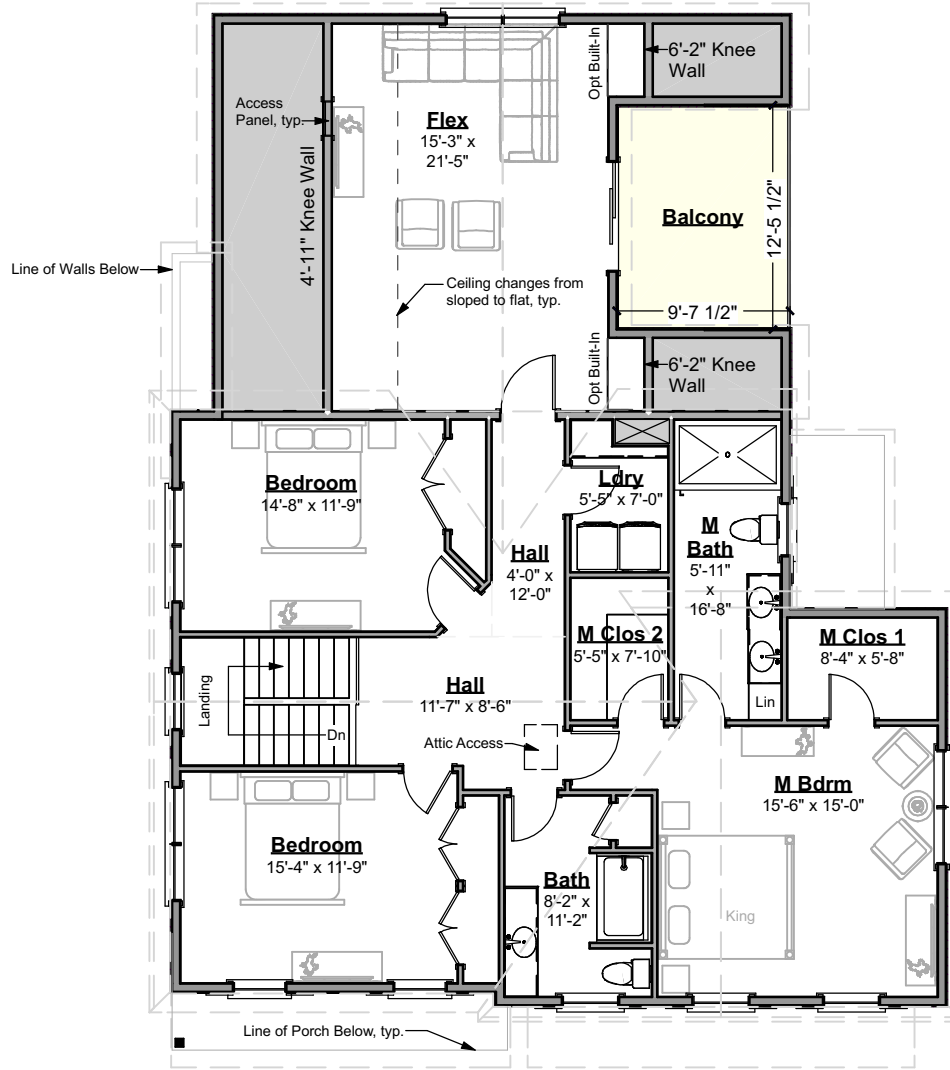 6'-2" Knee
Wall
Opt Built-In
Access
Panel, typ.
Flex
15'-3" x
21'-5"
4'-11" Knee Wall
Balcony
12'-5 1/2"
9'-7 1/2"
Line of Walls Below
Ceiling changes from
sloped to flat, typ.
Opt Built-In
6'-2" Knee
Wall
Bedroom
14'-8" x 11'-9"
Ldry
5'-5" x 7'-0"
M
Bath
5'-11"
x
16'-8"
Hall
4'-0" x
12'-0"
M Clos 2
5'-5" x 7'-10"
M Clos 1
8'-4" x 5'-8"
Landing
Dn
Hall
11'-7" x 8'-6"
Lin
Attic Access
M Bdrm
15'-6" x 15'-0"
Bedroom
15'-4" x 11'-9"
Bath
8'-2" x
11'-2"
King
Line of Porch Below, typ.